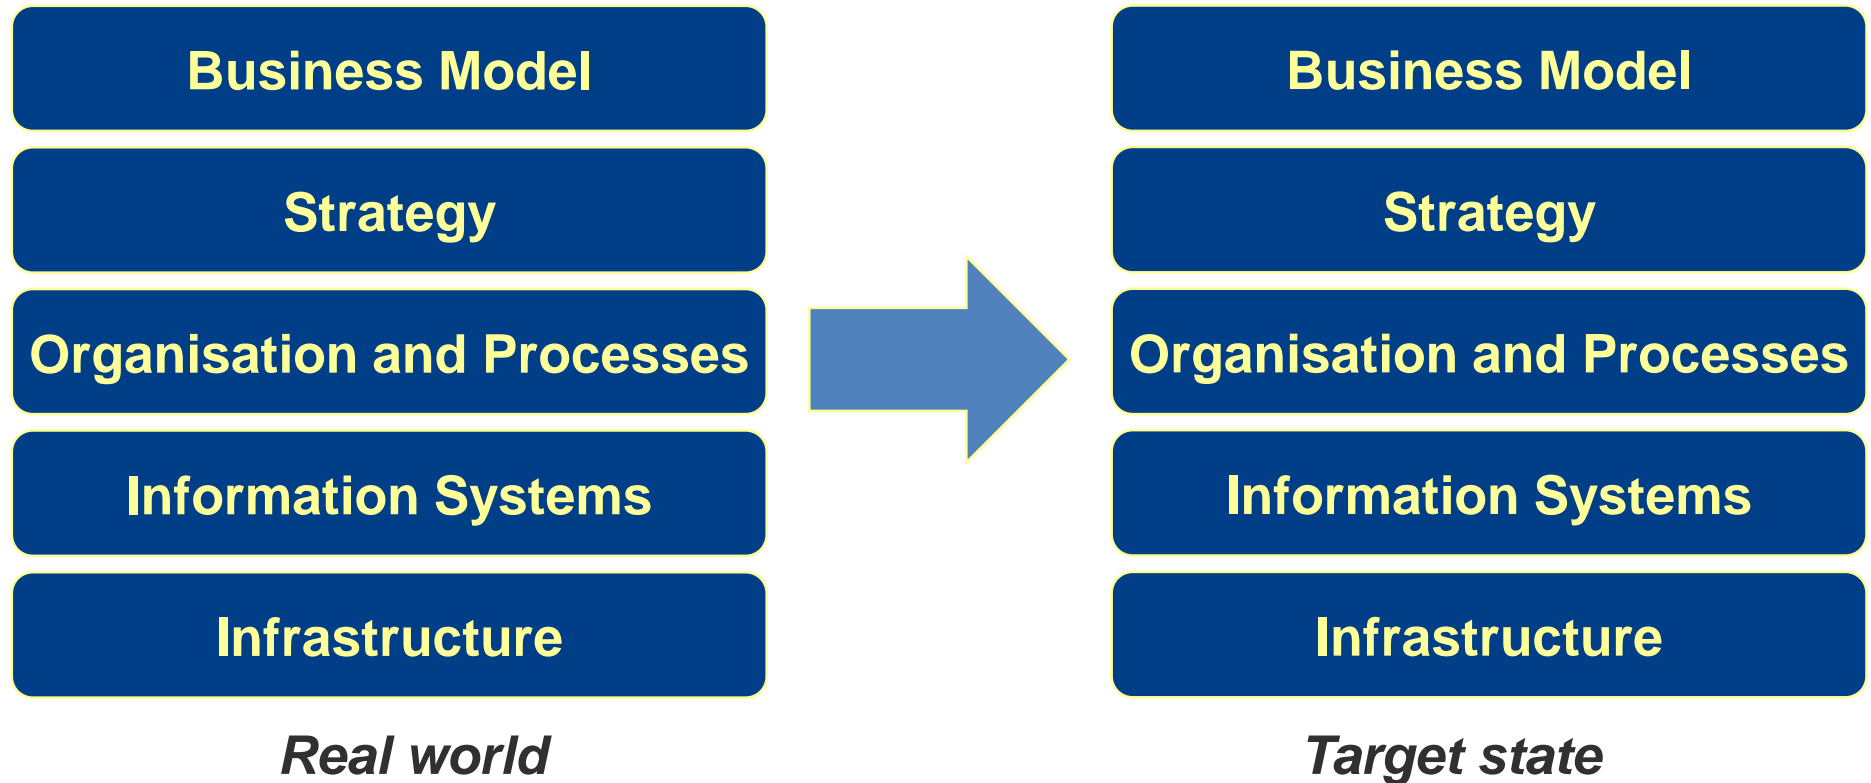 Business Model
Strategy
Organisation and Processes
Information Systems
Infrastructure
Real world
Business Model
Strategy
Organisation and Processes
Information Systems
Infrastructure
Target state